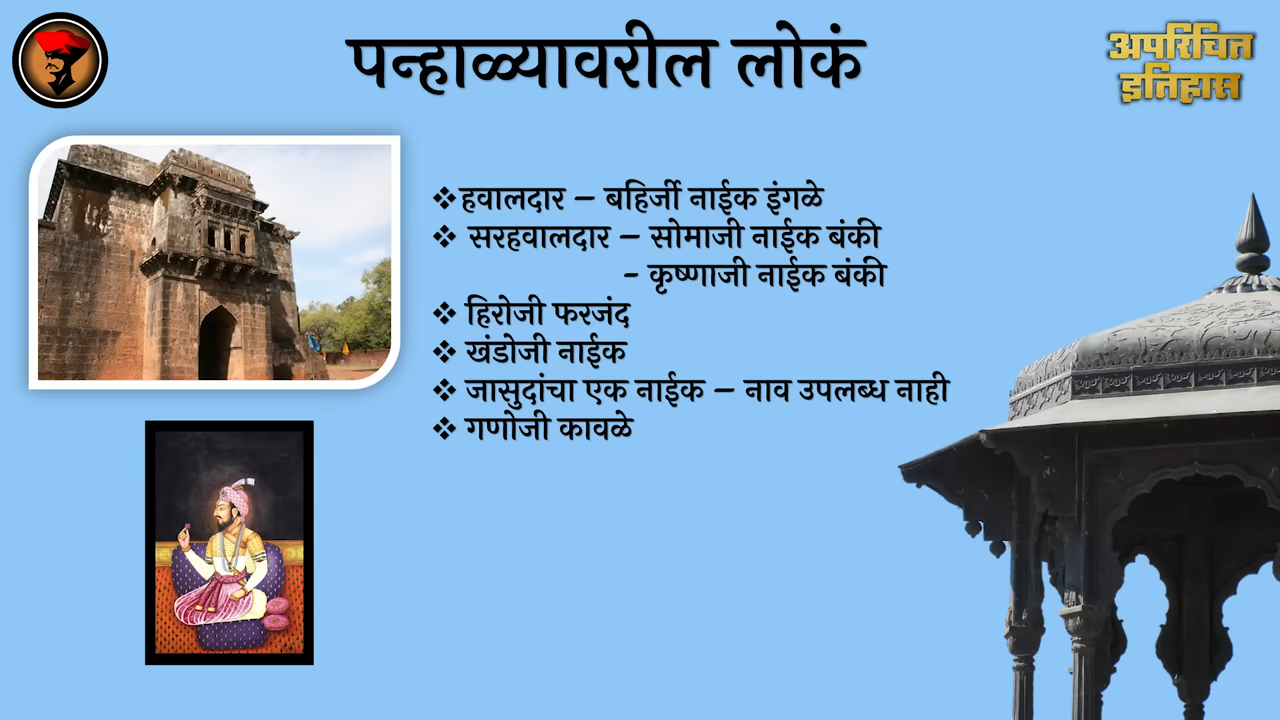 पन्हाळ्यावरील लोकं
अपरिचित
इतिहास
❖हवालदार – बहिर्जी नाईक इंगळे
❖ सरहवालदार – सोमाजी नाईक बंकी
- कृष्णाजी नाईक बंकी
❖ हिरोजी फरजंद
❖ खंडोजी नाईक
❖ जासुदांचा एक नाईक – नाव उपलब्ध नाही
❖ गणोजी कावळे